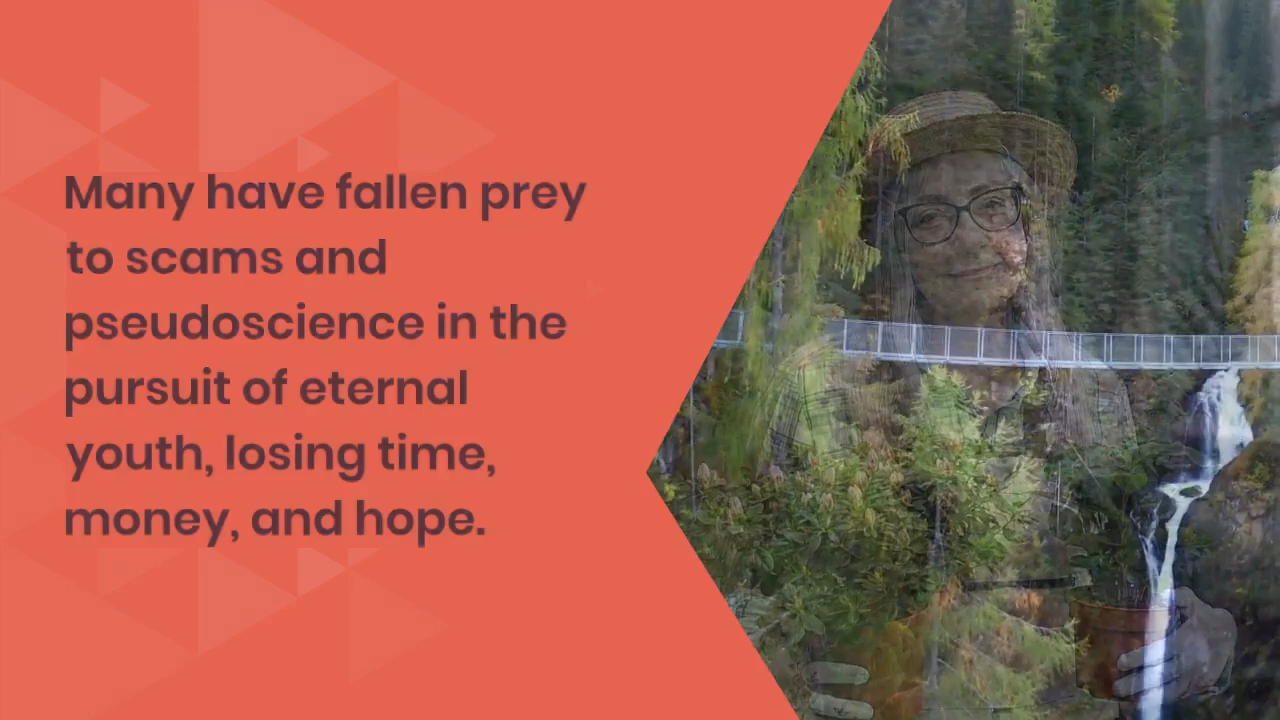 Many have fallen prey
to scams and
pseudoscience in the
pursuit of eternal
youth, losing time,
money, and hope.